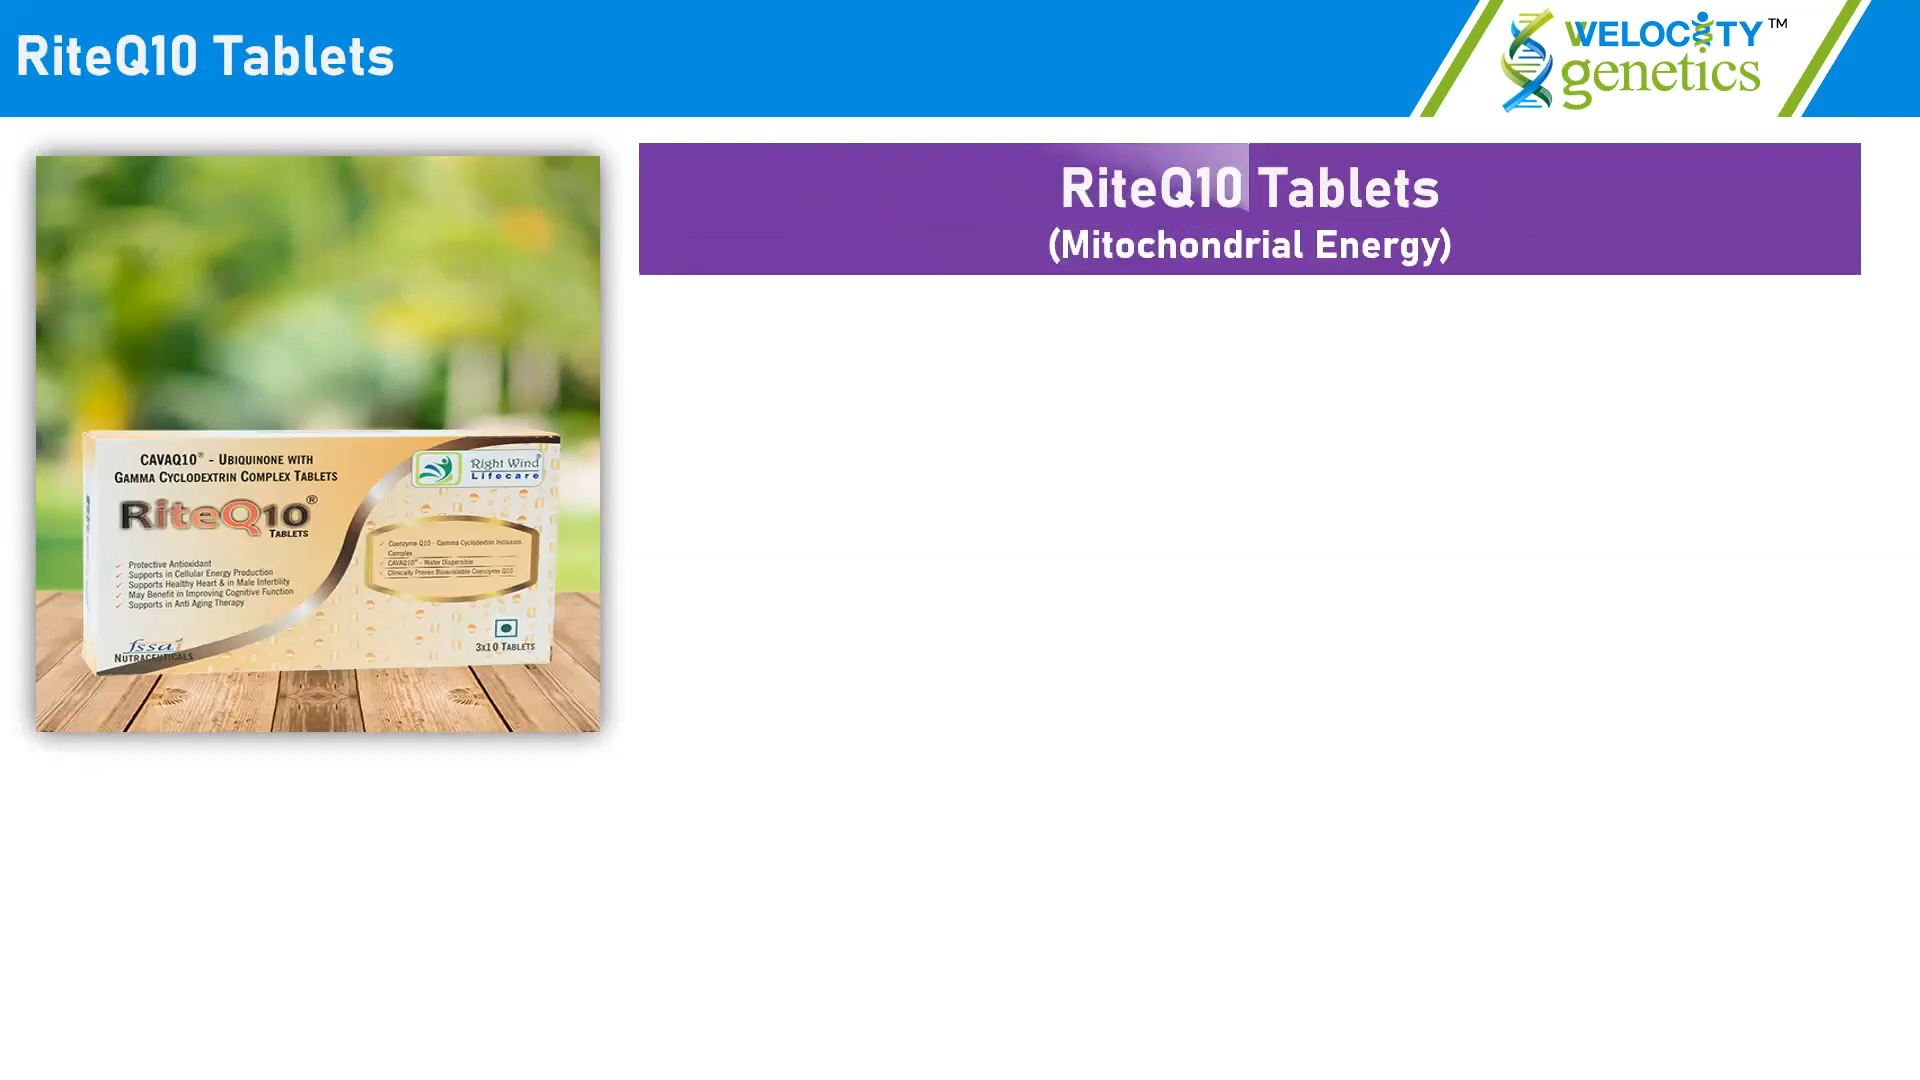 RiteQ10 Tablets
WELOCITY ™
genetics
RiteQ10 Tablets
(Mitochondrial Energy)
CAVAQ10® - UBIQUINONE WITH
GAMMA CYCLODEXTRIN COMPLEX TABLETS
RiteQ10®
TABLETS
Protective Antioxidant
Supports in Cellular Energy Production
Supports Healthy Heart & in Male Infertility
May Benefit in Improving Cognitive Function
Supports in Anti Aging Therapy
fssai
NUTRACEUTICALS
Right Wind
Lifecare
Coenzyme Q10 - Gamma Cyclodextrin Inclusion
Complex
CAVAQ10® - Water Dispersible
Clinically Proven Bioavailable Coenzyme Q10
3x10 TABLETS